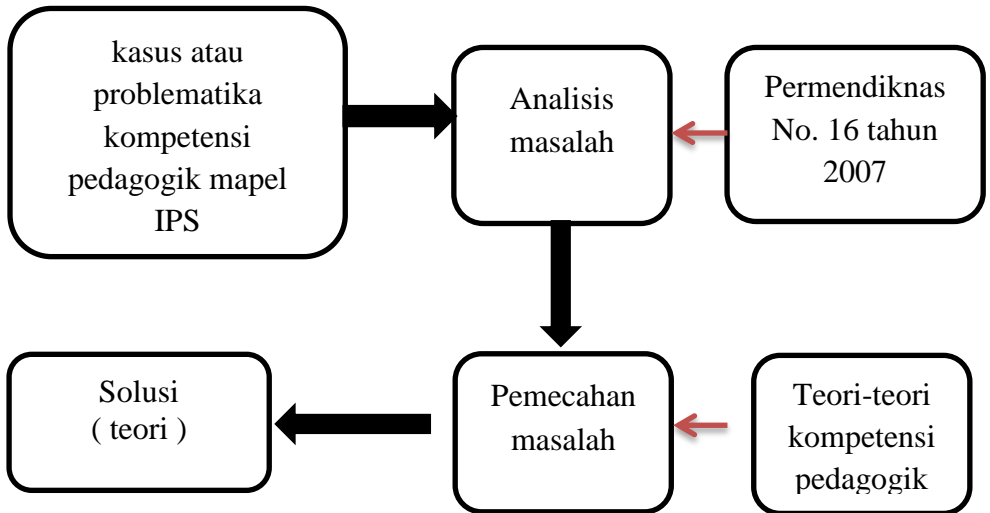 kasus atau
problematika
kompetensi
pedagogik mapel
IPS
Analisis
masalah
Permendiknas
No. 16 tahun
2007
Solusi
( teori )
Pemecahan
masalah
Teori-teori
kompetensi
pedagogik